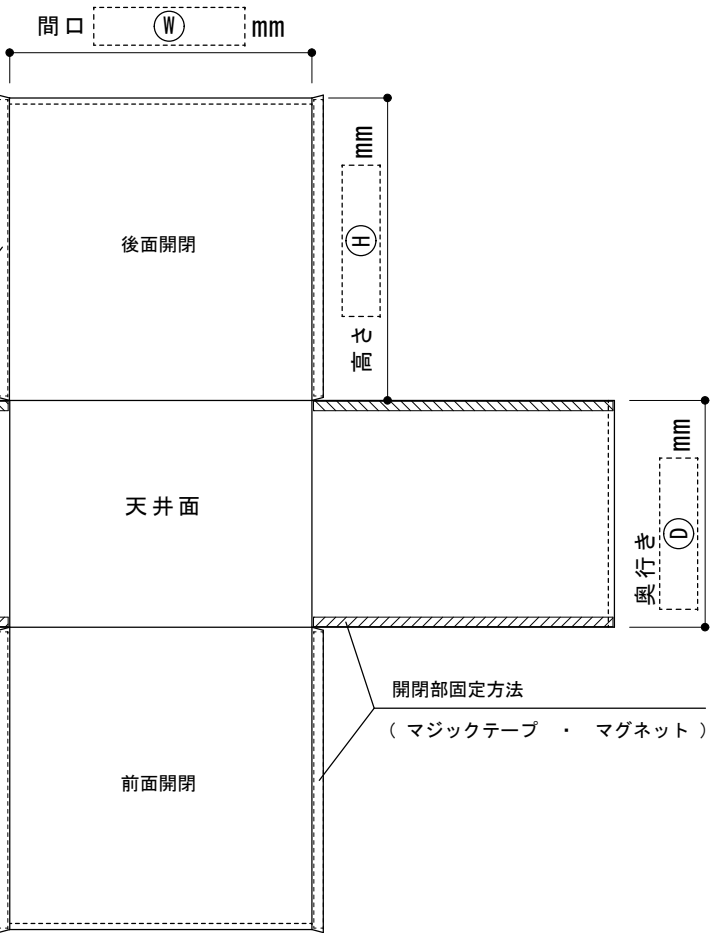 間口 Ⓦ mm
後面開閉
高さ Ⓗ mm
天井面
奥行き Ⓓ mm
開閉部固定方法
( マジックテープ ・ マグネット )
前面開閉